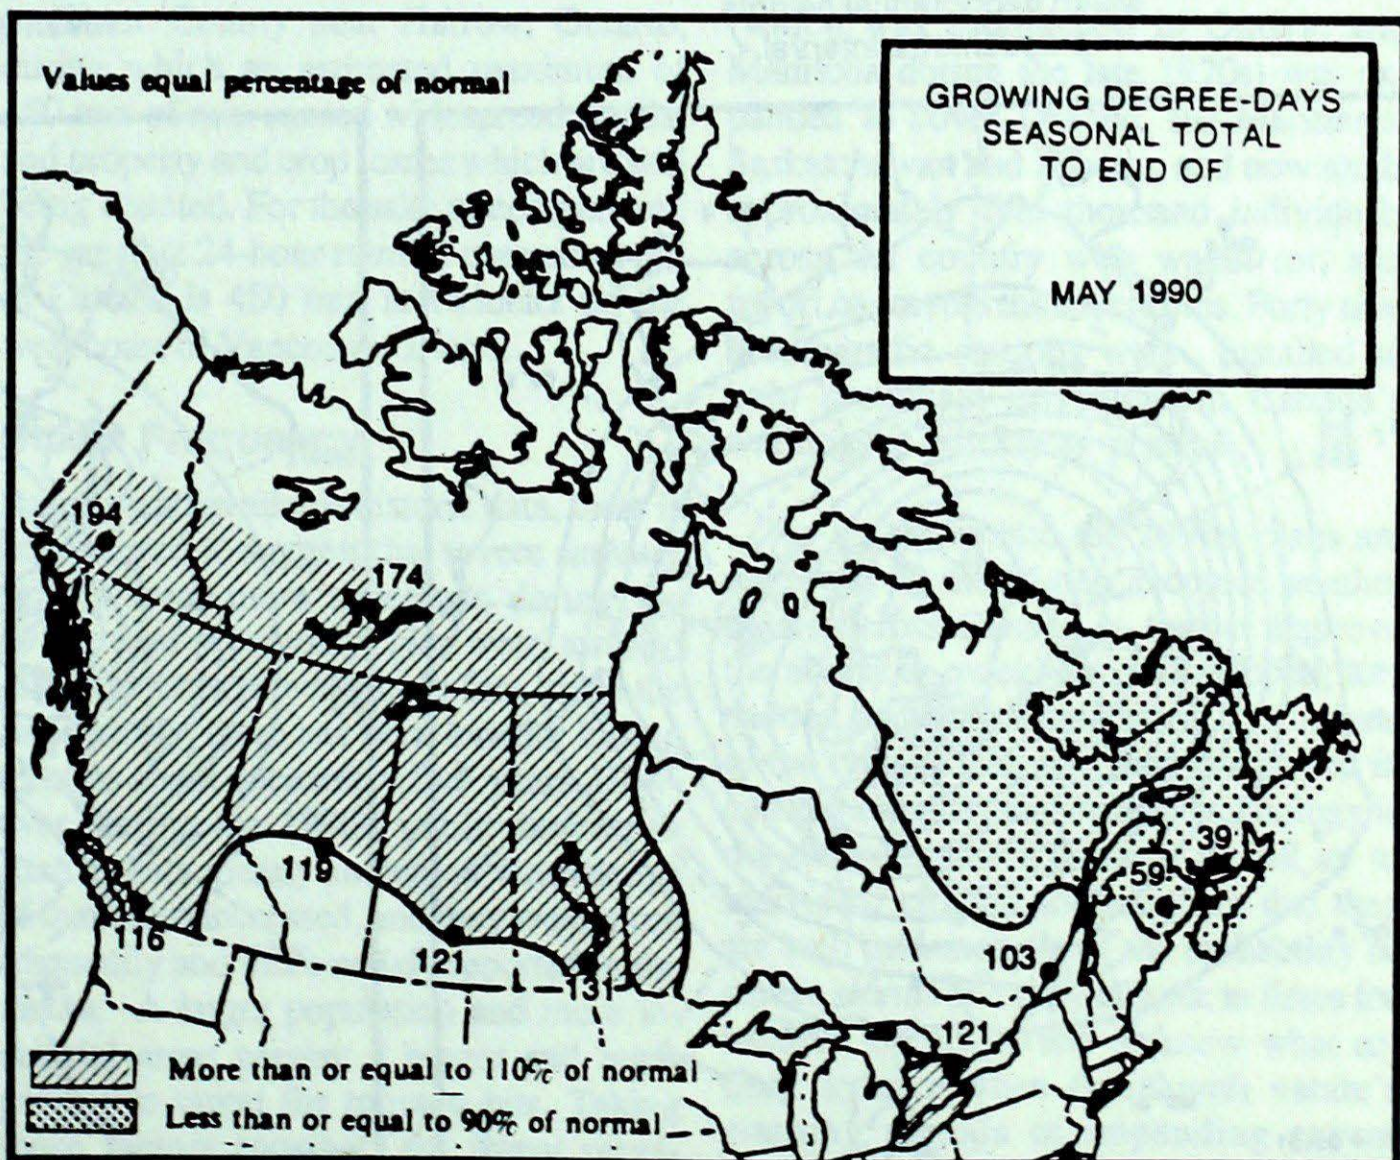 Values equal percentage of normal
GROWING DEGREE-DAYS
SEASONAL TOTAL
TO END OF
MAY 1990
194
174
119
116
121
131
39
59
103
121
More than or equal to 110% of normal
Less than or equal to 90% of normal